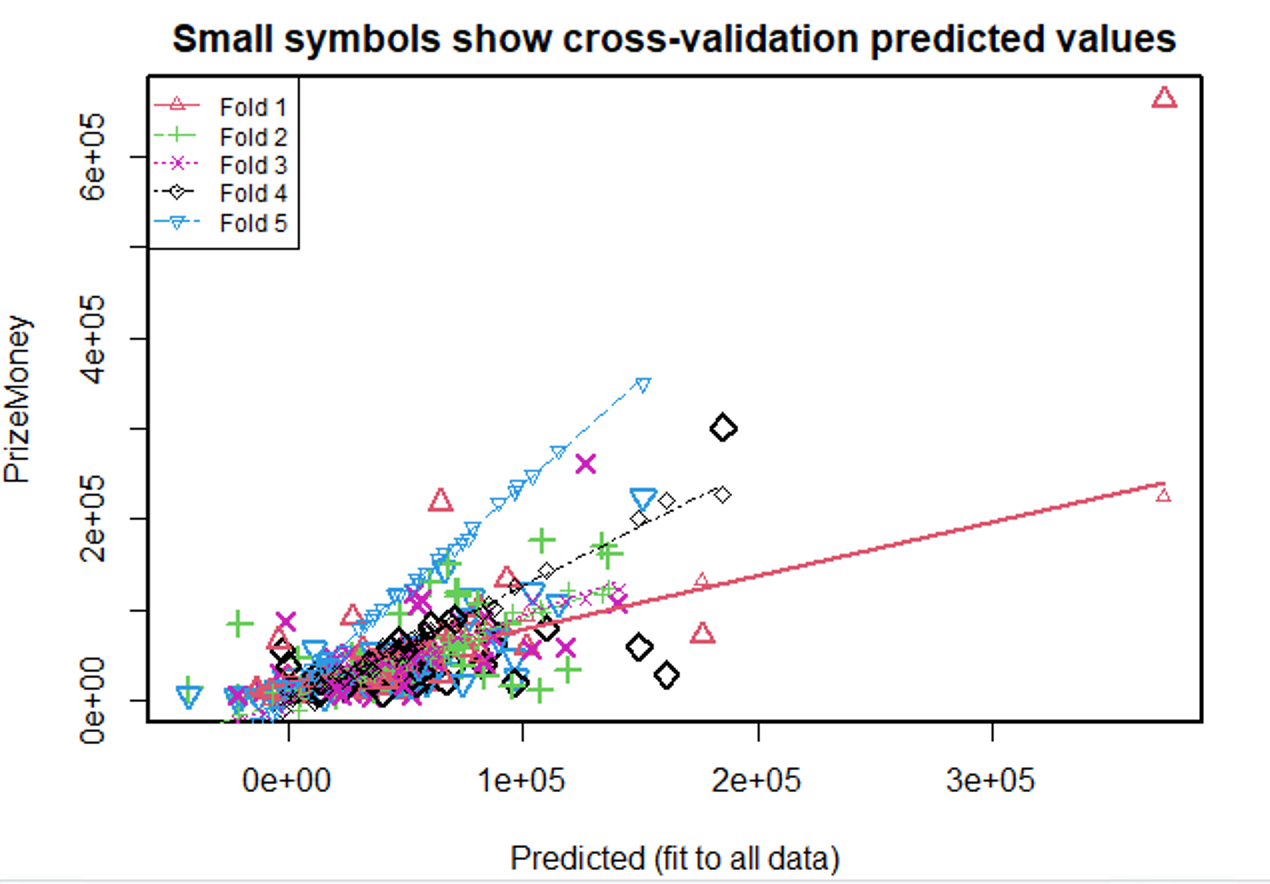 Small symbols show cross-validation predicted values
Fold 1
Fold 2
Fold 3
Fold 4
Fold 5
PrizeMoney
6e+05
4e+05
2e+05
0e+00
0e+00 1e+05 2e+05 3e+05
Predicted (fit to all data)